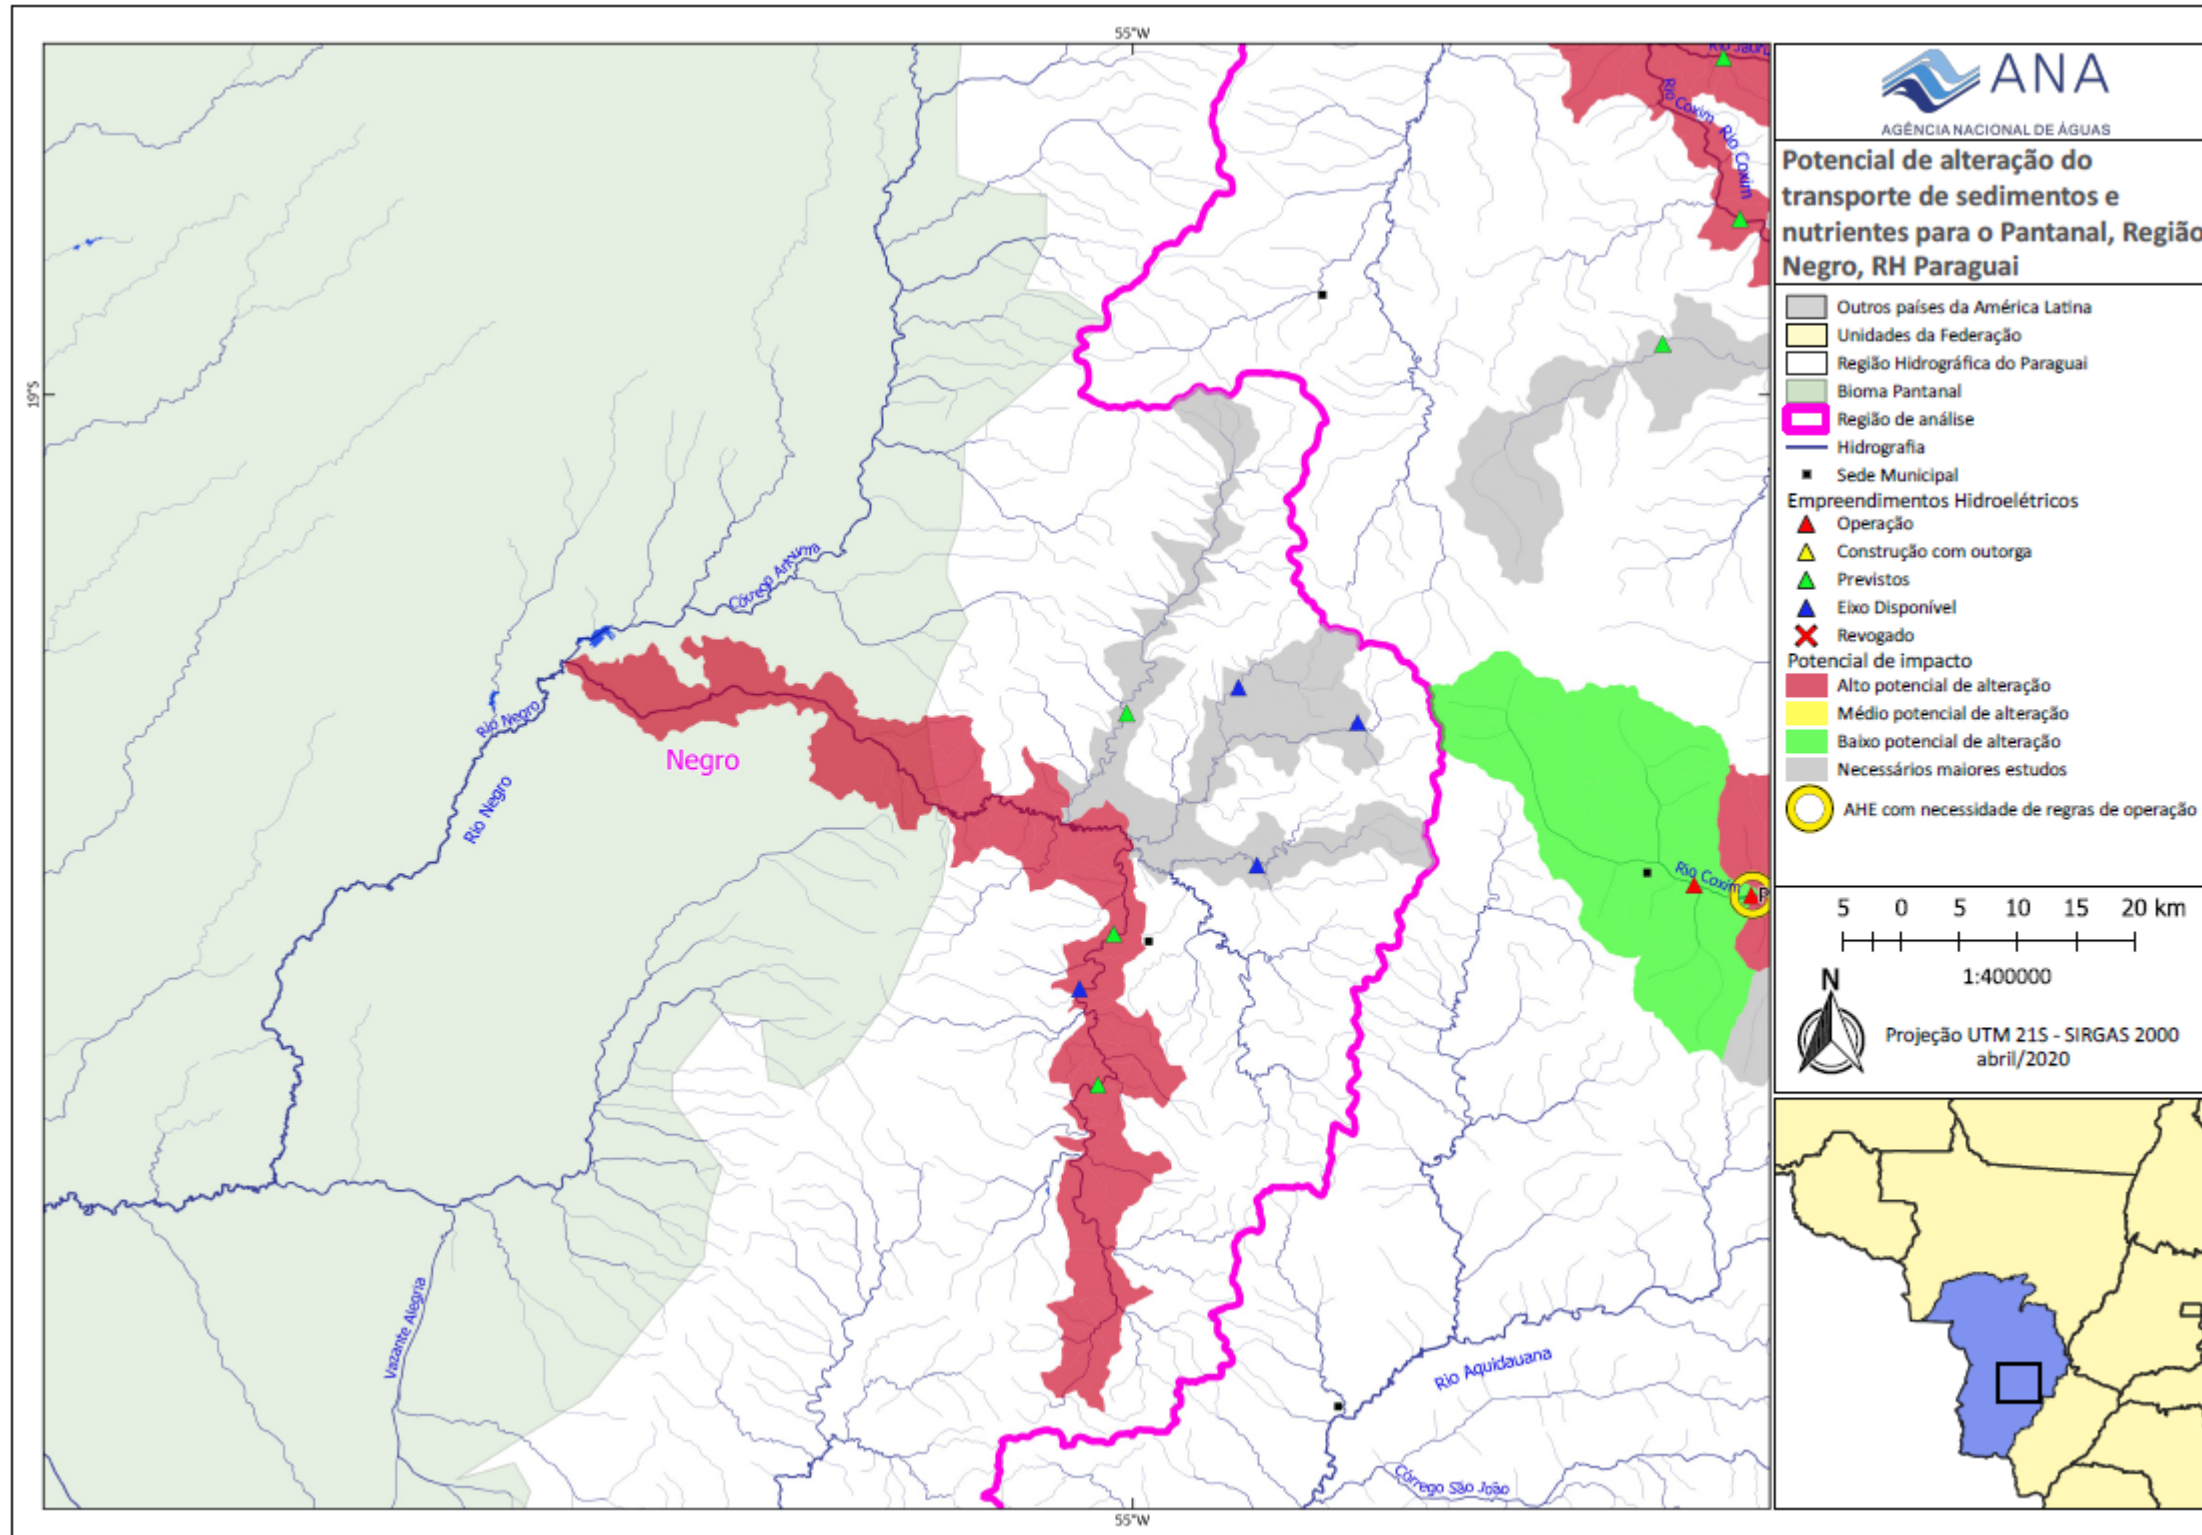 55°W
19°S
Rio Coxim
Rio Coxim
Córrego Anhuma
Rio Negro
Rio Negro
Negro
Rio Coxim
Vazante Alegria
Rio Aquidauana
Córrego São João
55°W
ANA
AGÊNCIA NACIONAL DE ÁGUAS
Potencial de alteração do
transporte de sedimentos e
nutrientes para o Pantanal, Região
Negro, RH Paraguai
Outros países da América Latina
Unidades da Federação
Região Hidrográfica do Paraguai
Bioma Pantanal
Região de análise
Hidrografia
Sede Municipal
Empreendimentos Hidroelétricos
Operação
Construção com outorga
Previstos
Eixo Disponível
Revogado
Potencial de impacto
Alto potencial de alteração
Médio potencial de alteração
Baixo potencial de alteração
Necessários maiores estudos
AHE com necessidade de regras de operação
5 0 5 10 15 20 km
1:400000
N
Projeção UTM 21S - SIRGAS 2000
abril/2020